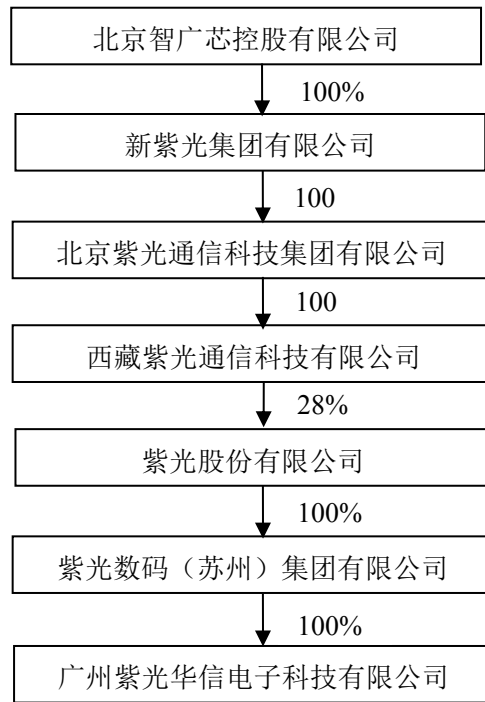 北京智广芯控股有限公司
100%
新紫光集团有限公司
100
北京紫光通信科技集团有限公司
100
西藏紫光通信科技有限公司
28%
紫光股份有限公司
100%
紫光数码（苏州）集团有限公司
100%
广州紫光华信电子科技有限公司